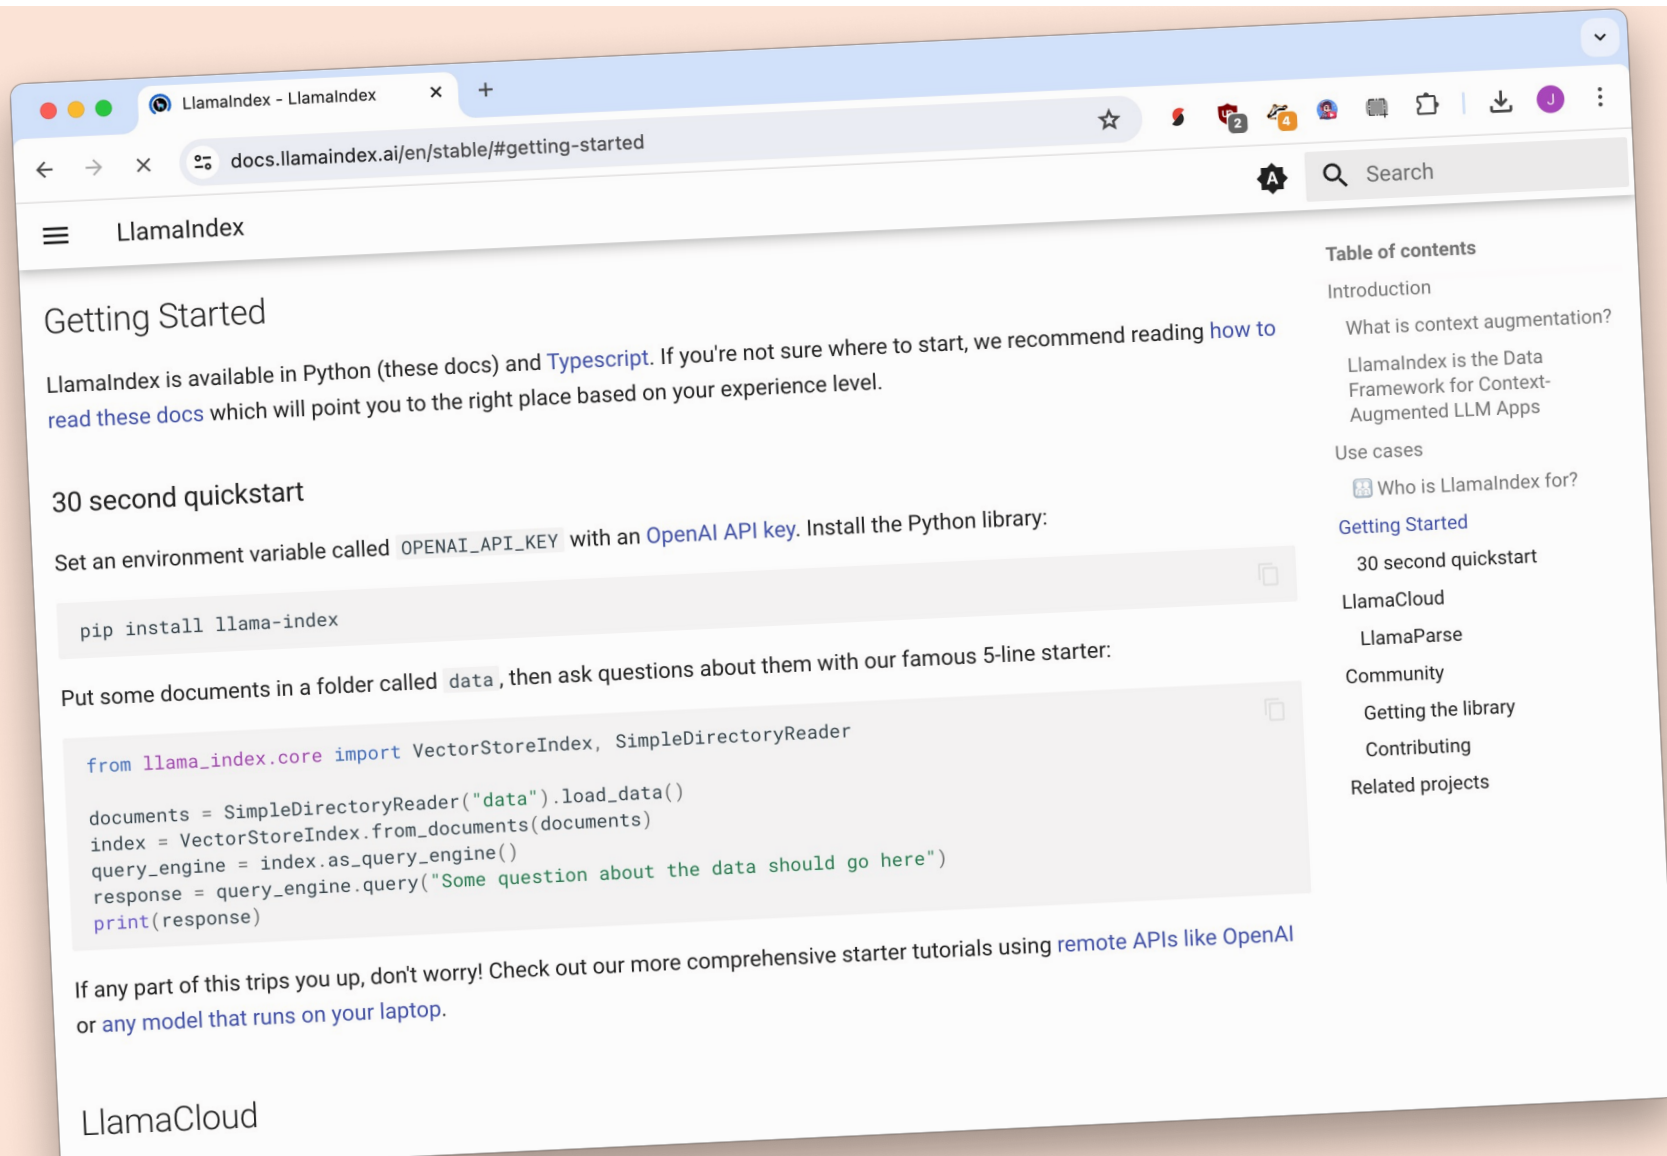 LlamaIndex - LlamaIndex
docs.llamaindex.ai/en/stable/#getting-started
2
4
J
LlamaIndex
A
Search
Getting Started
LlamaIndex is available in Python (these docs) and Typescript. If you're not sure where to start, we recommend reading how to
read these docs which will point you to the right place based on your experience level.
30 second quickstart
Set an environment variable called OPENAI_API_KEY with an OpenAI API key. Install the Python library:
pip install llama-index
Put some documents in a folder called data, then ask questions about them with our famous 5-line starter:
from llama_index.core import VectorStoreIndex, SimpleDirectoryReader
documents = SimpleDirectoryReader("data").load_data()
index = VectorStoreIndex.from_documents(documents)
query_engine = index.as_query_engine()
response = query_engine.query("Some question about the data should go here")
print(response)
If any part of this trips you up, don't worry! Check out our more comprehensive starter tutorials using remote APIs like OpenAI
or any model that runs on your laptop.
LlamaCloud
Table of contents
Introduction
What is context augmentation?
LlamaIndex is the Data
Framework for Context-
Augmented LLM Apps
Use cases
Who is LlamaIndex for?
Getting Started
30 second quickstart
LlamaCloud
LlamaParse
Community
Getting the library
Contributing
Related projects